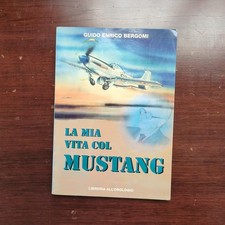 GUIDO ENRICO BERGOMI
LA MIA
VITA COL
MUSTANG